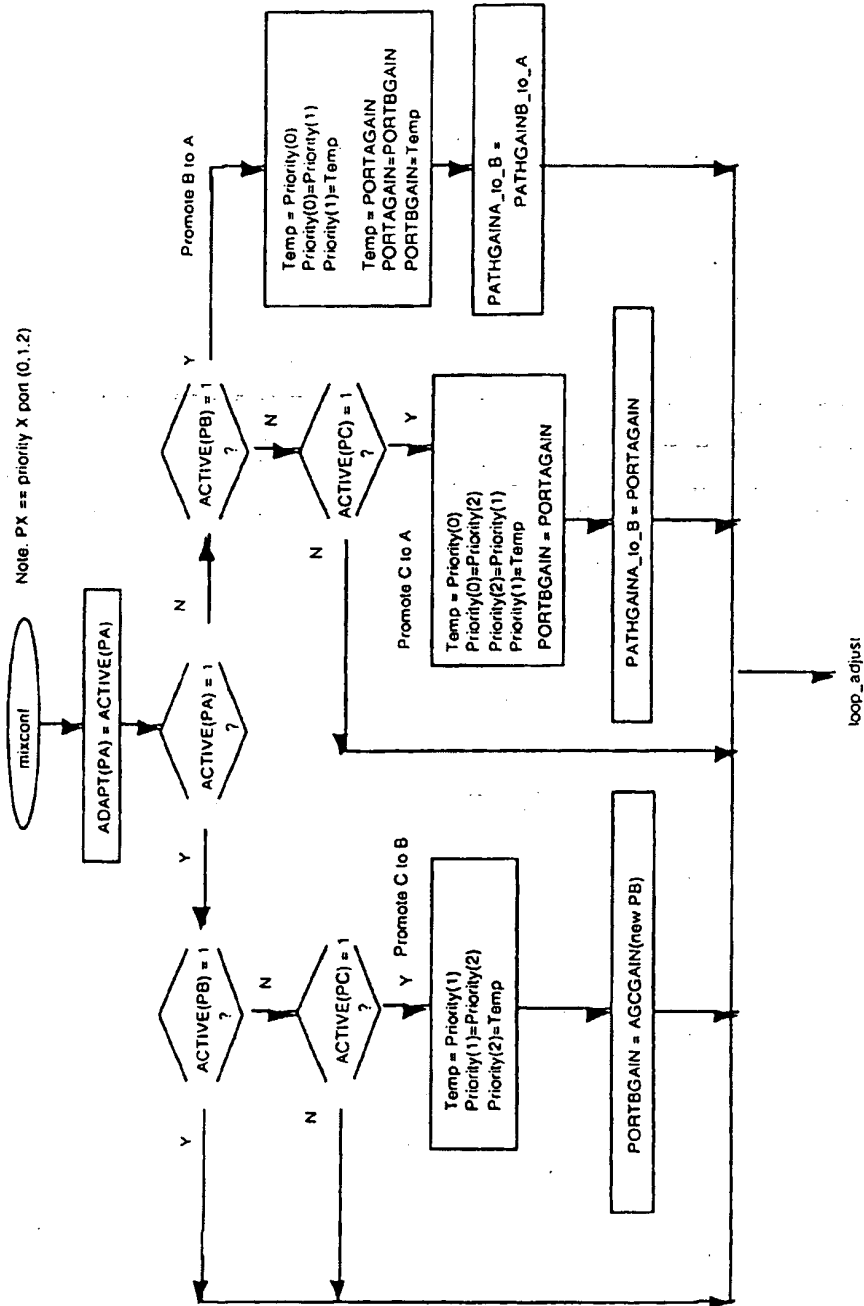 mixconf
Note. PX == priority X port (0,1.2)
ADAPT(PA) = ACTIVE(PA)
ACTIVE(PA) = 1
?
Y
N
ACTIVE(PB) = 1
?
Y
N
ACTIVE(PC) = 1
?
N
Y
Promote C to B
Temp = Priority(1)
Priority(1)=Priority(2)
Priority(2)=Temp
PORTBGAIN = AGCGAIN(new PB)
ACTIVE(PB) = 1
?
Y
N
ACTIVE(PC) = 1
?
N
Y
Promote C to A
Temp = Priority(0)
Priority(0)=Priority(2)
Priority(2)=Priority(1)
Priority(1)=Temp
PORTBGAIN = PORTAGAIN
PATHGAINA_to_B = PORTAGAIN
Promote B to A
Temp = Priority(0)
Priority(0)=Priority(1)
Priority(1)=Temp
Temp = PORTAGAIN
PORTAGAIN=PORTBGAIN
PORTBGAIN=Temp
PATHGAINA_to_B =
PATHGAINB_to_A
loop_adjust